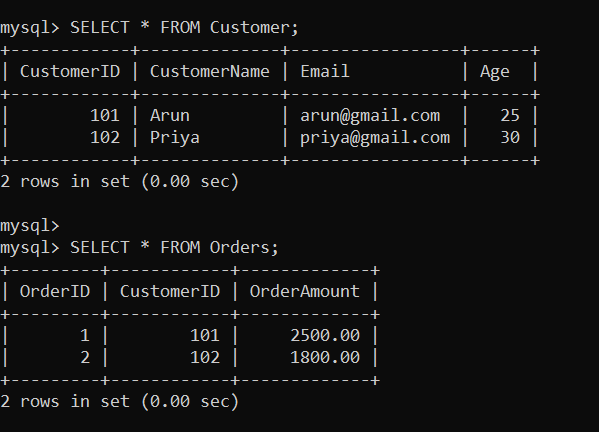 mysql> SELECT * FROM Customer;
+------------+--------------+-----------------+------+
| CustomerID | CustomerName | Email           | Age  |
+------------+--------------+-----------------+------+
|        101 | Arun         | arun@gmail.com  |   25 |
|        102 | Priya        | priya@gmail.com |   30 |
+------------+--------------+-----------------+------+
2 rows in set (0.00 sec)

mysql>
mysql> SELECT * FROM Orders;
+---------+------------+-------------+
| OrderID | CustomerID | OrderAmount |
+---------+------------+-------------+
|       1 |        101 |     2500.00 |
|       2 |        102 |     1800.00 |
+---------+------------+-------------+
2 rows in set (0.00 sec)